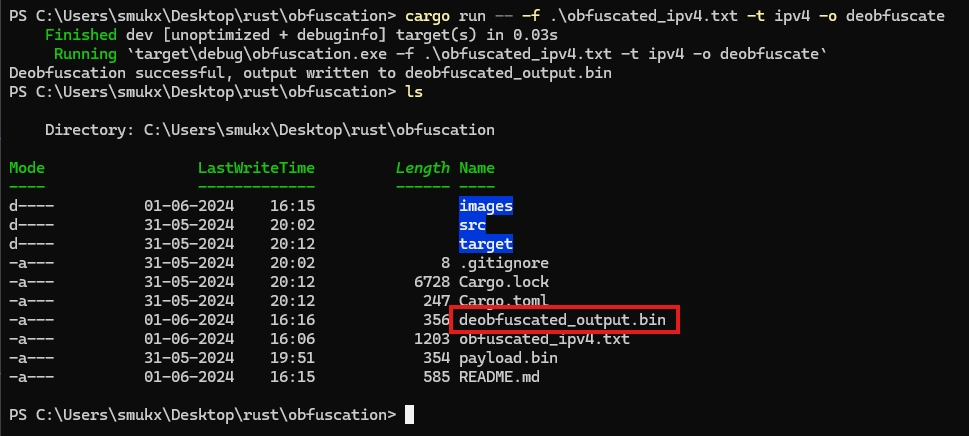 PS C:\Users\smukx\Desktop\rust\obfuscation> cargo run -- -f .\obfuscated_ipv4.txt -t ipv4 -o deobfuscate
    Finished dev [unoptimized + debuginfo] target(s) in 0.03s
     Running `target\debug\obfuscation.exe -f .\obfuscated_ipv4.txt -t ipv4 -o deobfuscate`
Deobfuscation successful, output written to deobfuscated_output.bin
PS C:\Users\smukx\Desktop\rust\obfuscation> ls
    Directory: C:\Users\smukx\Desktop\rust\obfuscation
Mode                 LastWriteTime         Length Name
----                 -------------         ------ ----
d----          01-06-2024    16:15                images
d----          31-05-2024    20:02                src
d----          31-05-2024    20:12                target
-a---          31-05-2024    20:02              8 .gitignore
-a---          31-05-2024    20:12           6728 Cargo.lock
-a---          31-05-2024    20:12            247 Cargo.toml
-a---          01-06-2024    16:16            356 deobfuscated_output.bin
-a---          01-06-2024    16:06           1203 obfuscated_ipv4.txt
-a---          31-05-2024    19:51            354 payload.bin
-a---          01-06-2024    16:15            585 README.md
PS C:\Users\smukx\Desktop\rust\obfuscation>